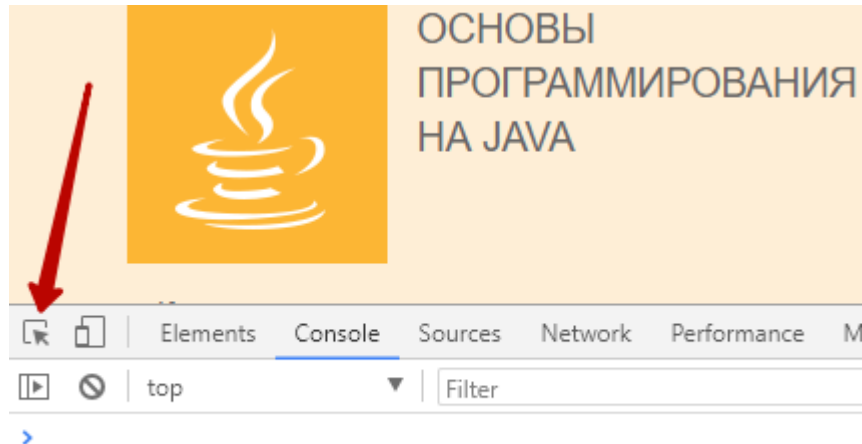 ОСНОВЫ
ПРОГРАММИРОВАНИЯ
НА JAVA
Elements Console Sources Network Performance M
top Filter